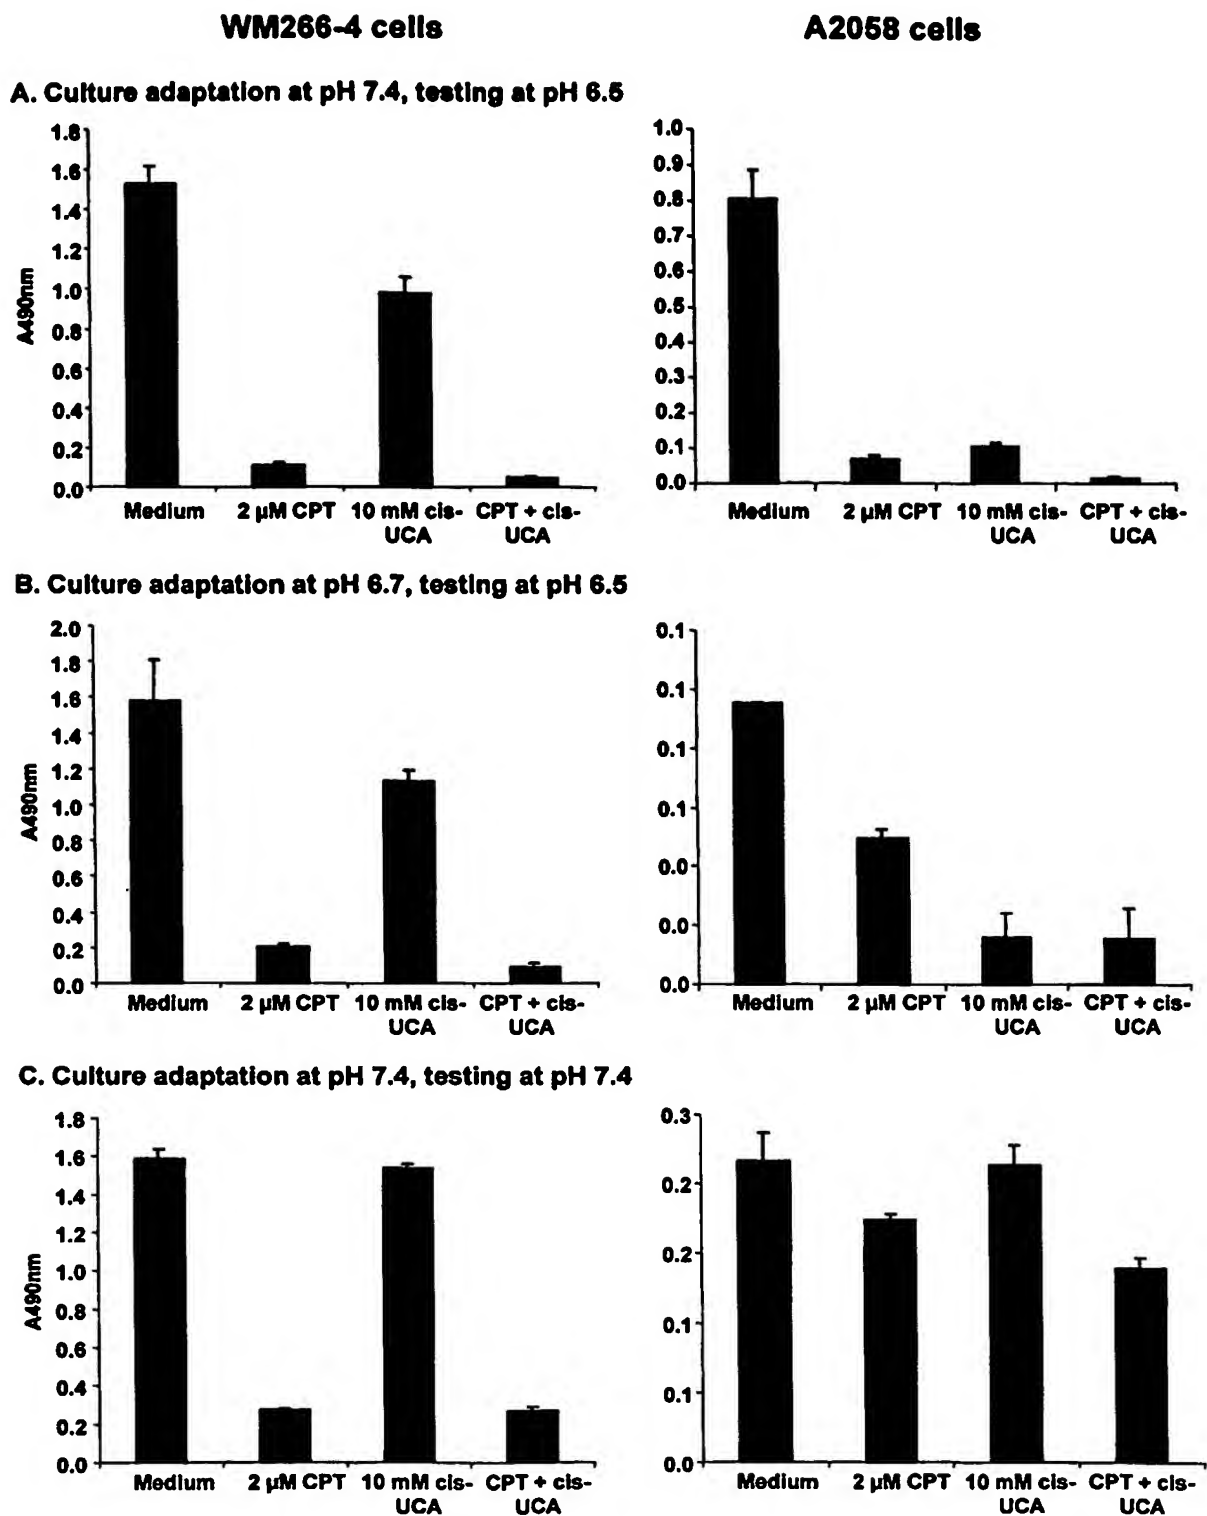 WM266-4 cells
A2058 cells
A. Culture adaptation at pH 7.4, testing at pH 6.5
1.8
1.6
1.4
1.2
1.0
0.8
0.6
0.4
0.2
0.0
A490nm
Medium
2 µM CPT
10 mM cis-
UCA
CPT + cis-
UCA
1.0
0.9
0.8
0.7
0.6
0.5
0.4
0.3
0.2
0.1
0.0
Medium
2 µM CPT
10 mM cis-
UCA
CPT + cis-
UCA
B. Culture adaptation at pH 6.7, testing at pH 6.5
2.0
1.8
1.6
1.4
1.2
1.0
0.8
0.6
0.4
0.2
0.0
A490nm
Medium
2 µM CPT
10 mM cis-
UCA
CPT + cis-
UCA
0.1
0.1
0.1
0.1
0.0
0.0
0.0
Medium
2 µM CPT
10 mM cis-
UCA
CPT + cis-
UCA
C. Culture adaptation at pH 7.4, testing at pH 7.4
1.8
1.6
1.4
1.2
1.0
0.8
0.6
0.4
0.2
0.0
A490nm
Medium
2 µM CPT
10 mM cis-
UCA
CPT + cis-
UCA
0.3
0.2
0.2
0.1
0.1
0.0
Medium
2 µM CPT
10 mM cis-
UCA
CPT + cis-
UCA